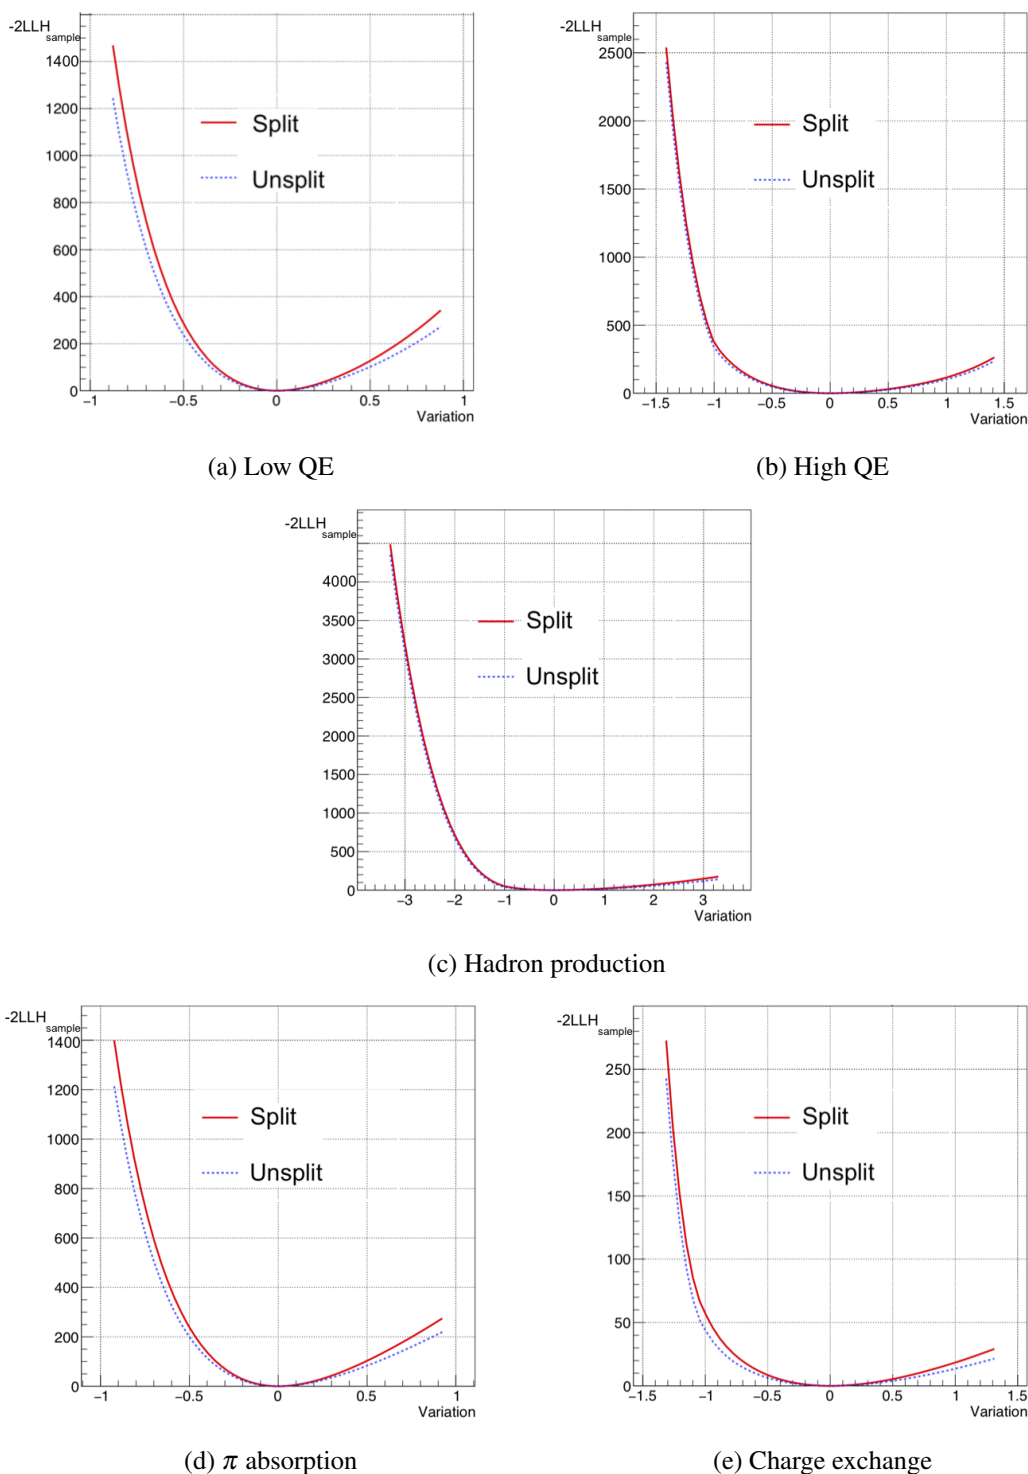 -2LLH sample
1400
1200
1000
800
600
400
200
0
Split
Unsplit
-1 -0.5 0 0.5 1
Variation
(a) Low QE
-2LLH sample
2500
2000
1500
1000
500
0
Split
Unsplit
-1.5 -1 -0.5 0 0.5 1 1.5
Variation
(b) High QE
-2LLH sample
4000
3500
3000
2500
2000
1500
1000
500
0
Split
Unsplit
-3 -2 -1 0 1 2 3
Variation
(c) Hadron production
-2LLH sample
1400
1200
1000
800
600
400
200
0
Split
Unsplit
-1 -0.5 0 0.5 1
Variation
(d) π absorption
-2LLH sample
250
200
150
100
50
0
Split
Unsplit
-1.5 -1 -0.5 0 0.5 1 1.5
Variation
(e) Charge exchange